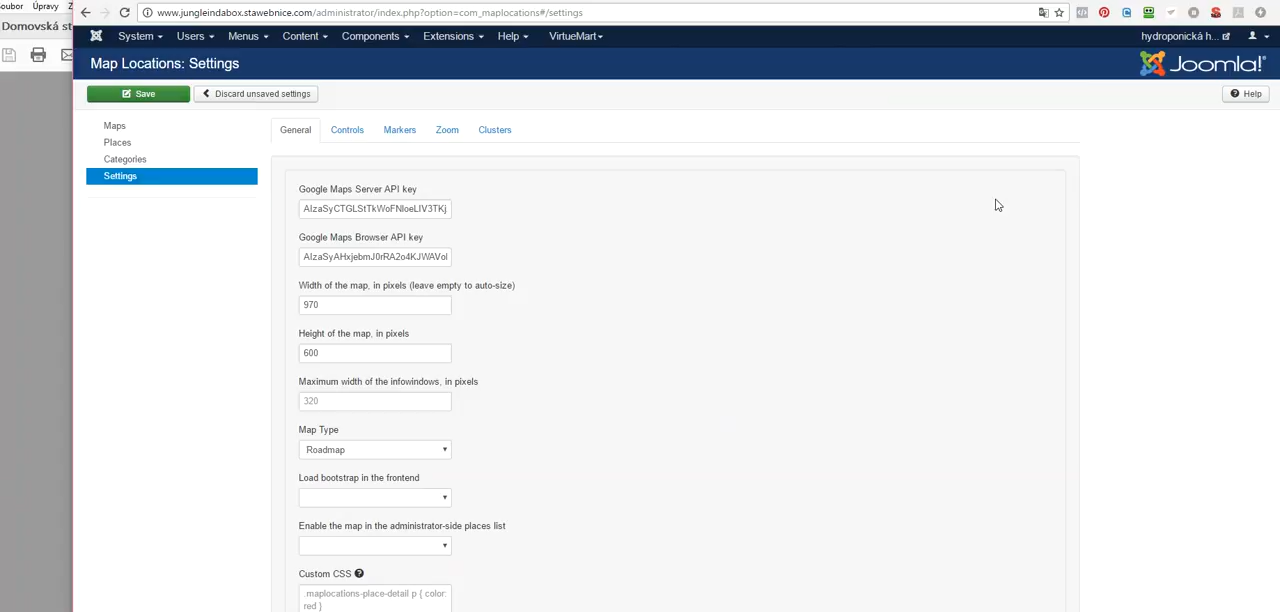 oubor Úpravy Z
www.jungleindabox.stawebnice.com/administrator/index.php?option=com_maplocations#/settings
Domovská st
System Users Menus Content Components Extensions Help VirtueMart hydroponická h...
Map Locations: Settings
Joomla!
Save Discard unsaved settings Help
Maps
Places
Categories
Settings
General Controls Markers Zoom Clusters
Google Maps Server API key
AIzaSyCTGLStTkWoFNloeLIV3TKj
Google Maps Browser API key
AIzaSyAHxjebmJ0rRA2o4KJWAVol
Width of the map, in pixels (leave empty to auto-size)
970
Height of the map, in pixels
600
Maximum width of the infowindows, in pixels
320
Map Type
Roadmap
Load bootstrap in the frontend
Enable the map in the administrator-side places list
Custom CSS
.maplocations-place-detail p { color:
red }